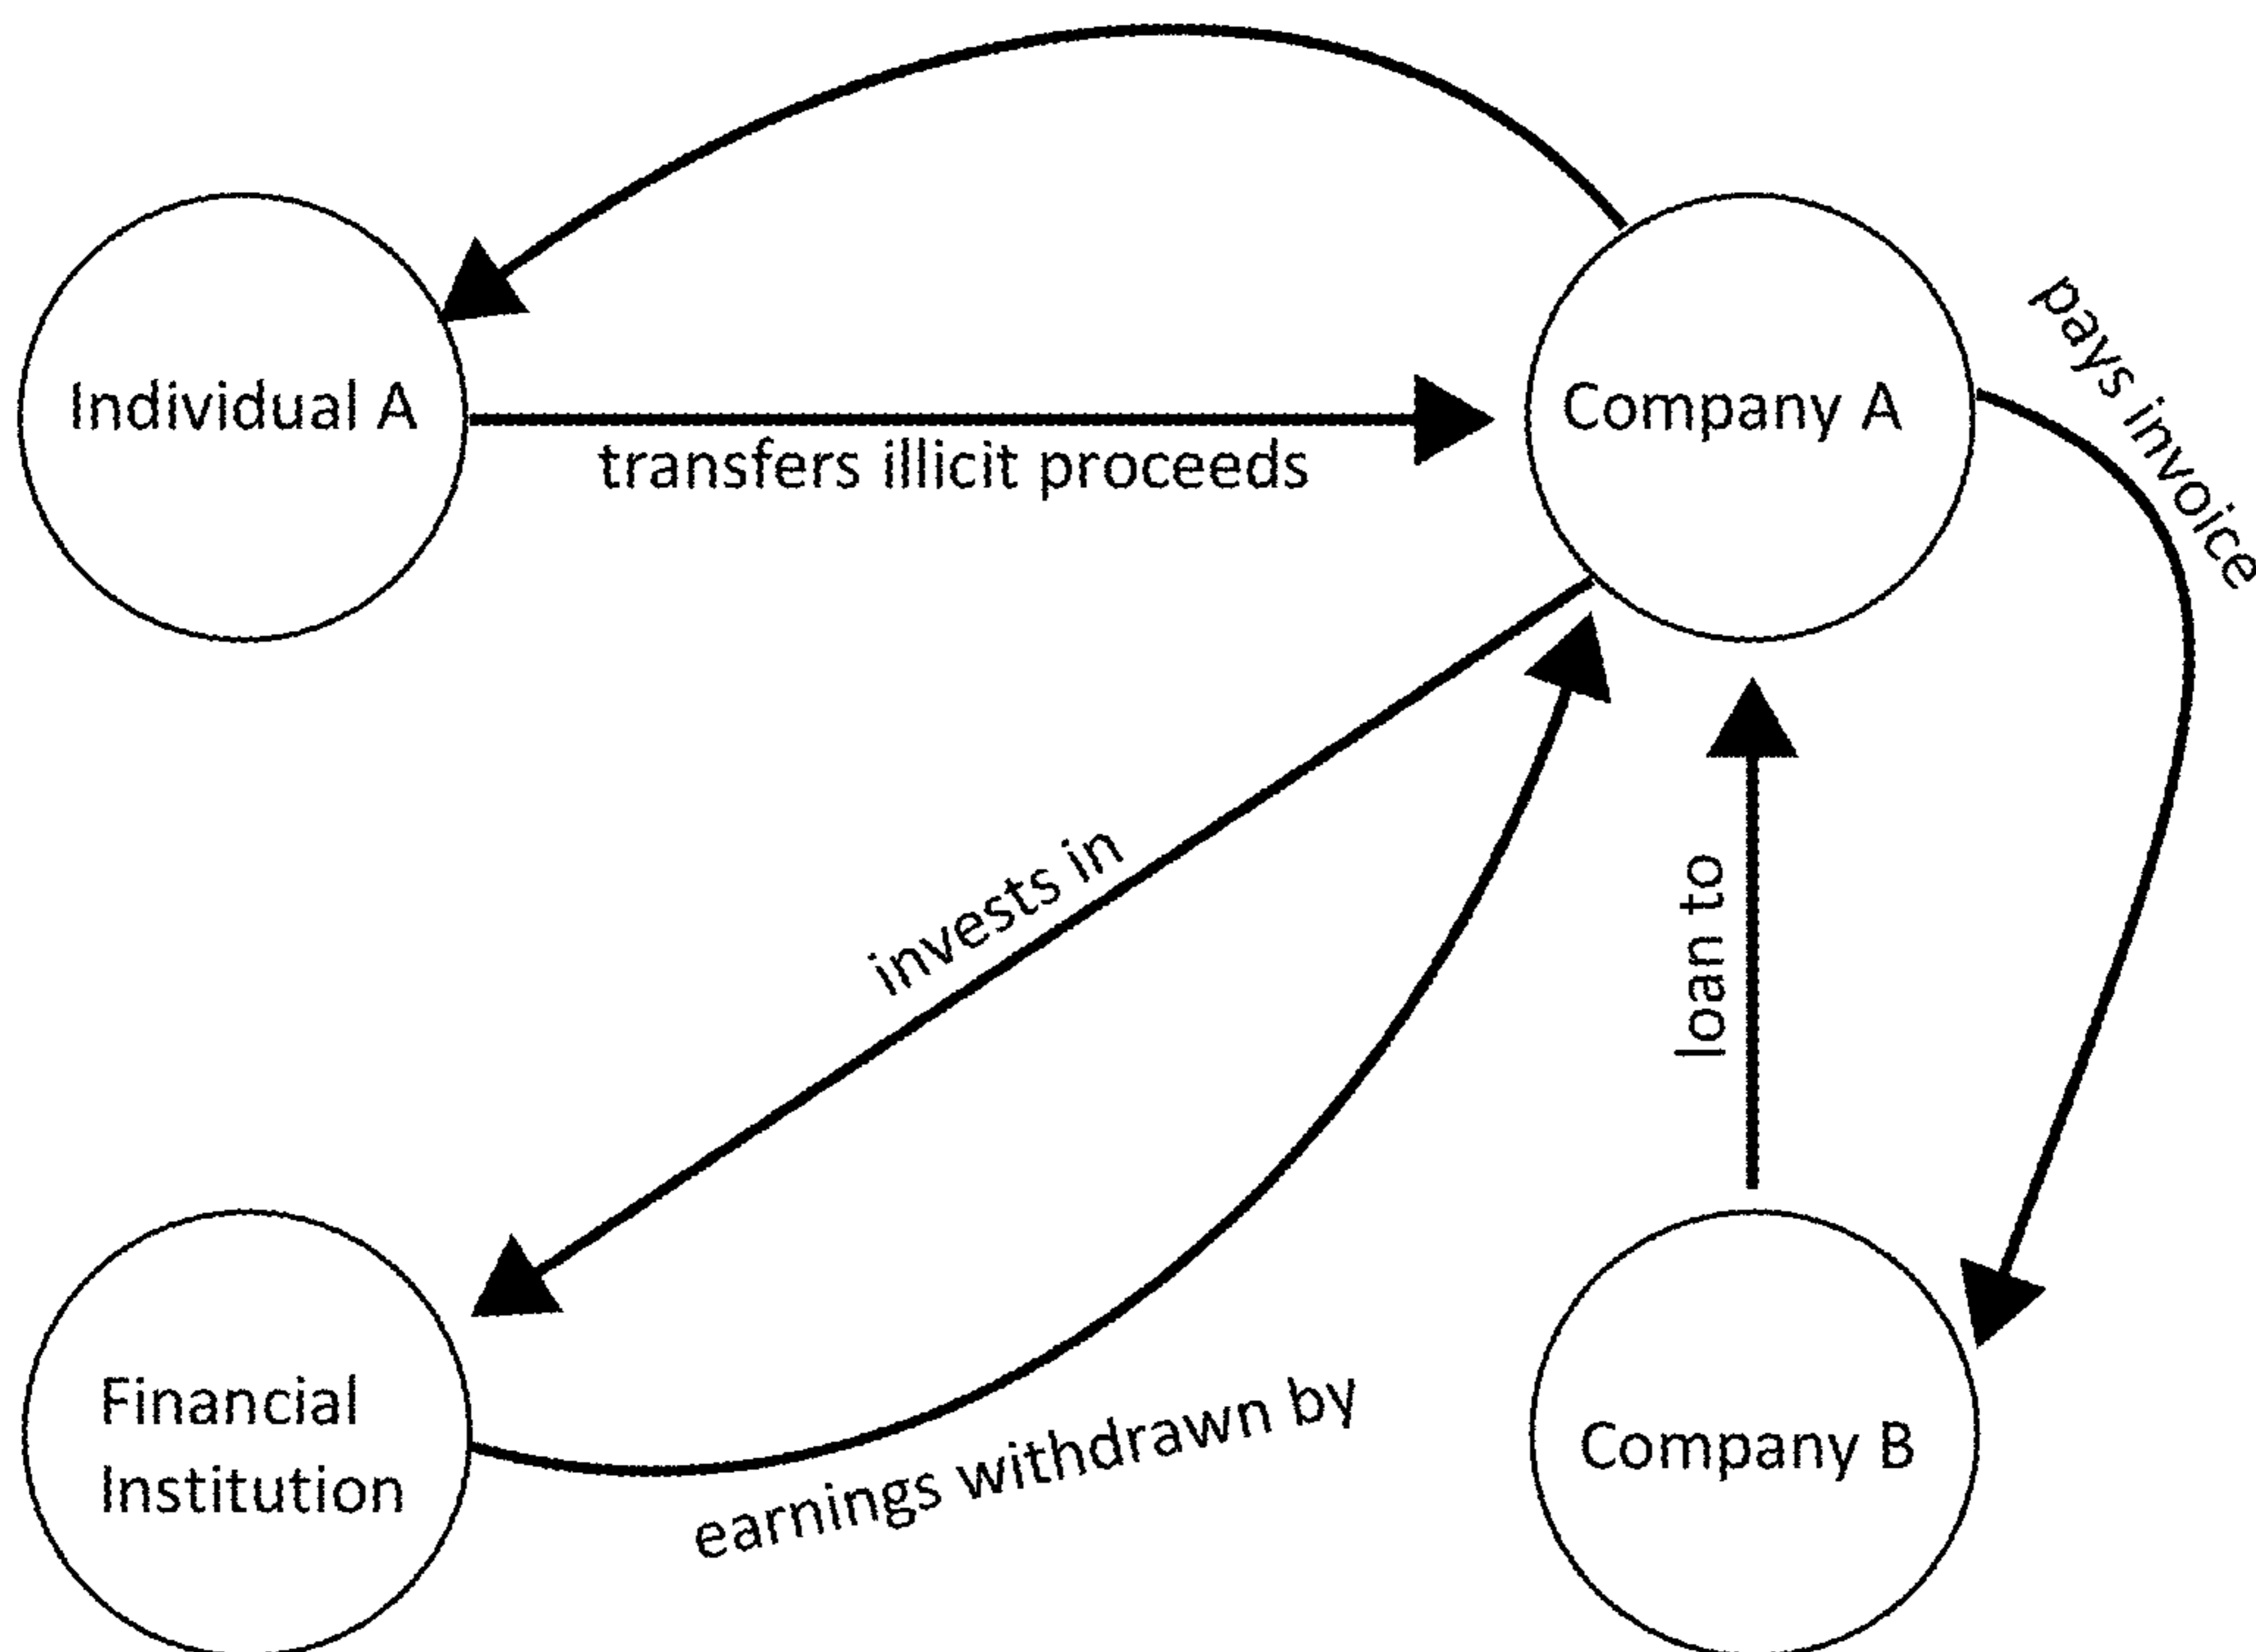 Individual A
transfers illicit proceeds
Company A
pays invoice
invests in
loan to
Financial
Institution
earnings withdrawn by
Company B